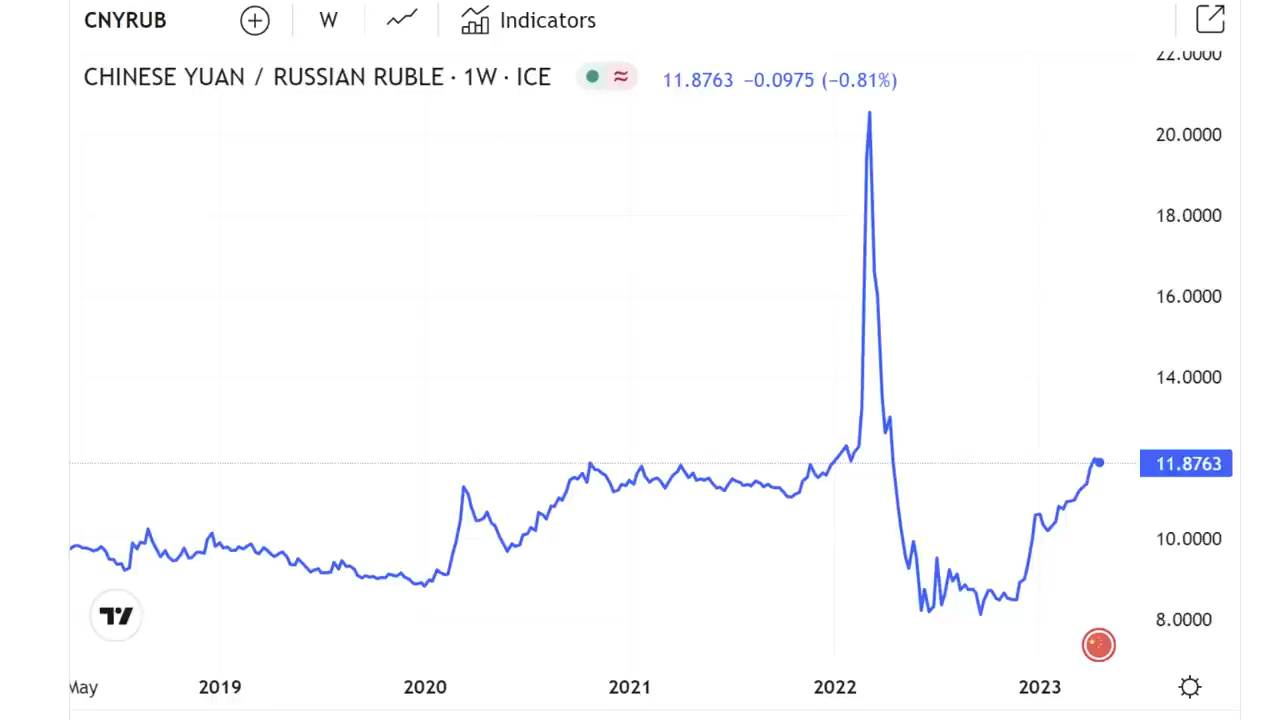 CNYRUB W Indicators
CHINESE YUAN / RUSSIAN RUBLE · 1W · ICE 11.8763 −0.0975 (−0.81%)
22.0000
20.0000
18.0000
16.0000
14.0000
11.8763
10.0000
8.0000
May 2019 2020 2021 2022 2023